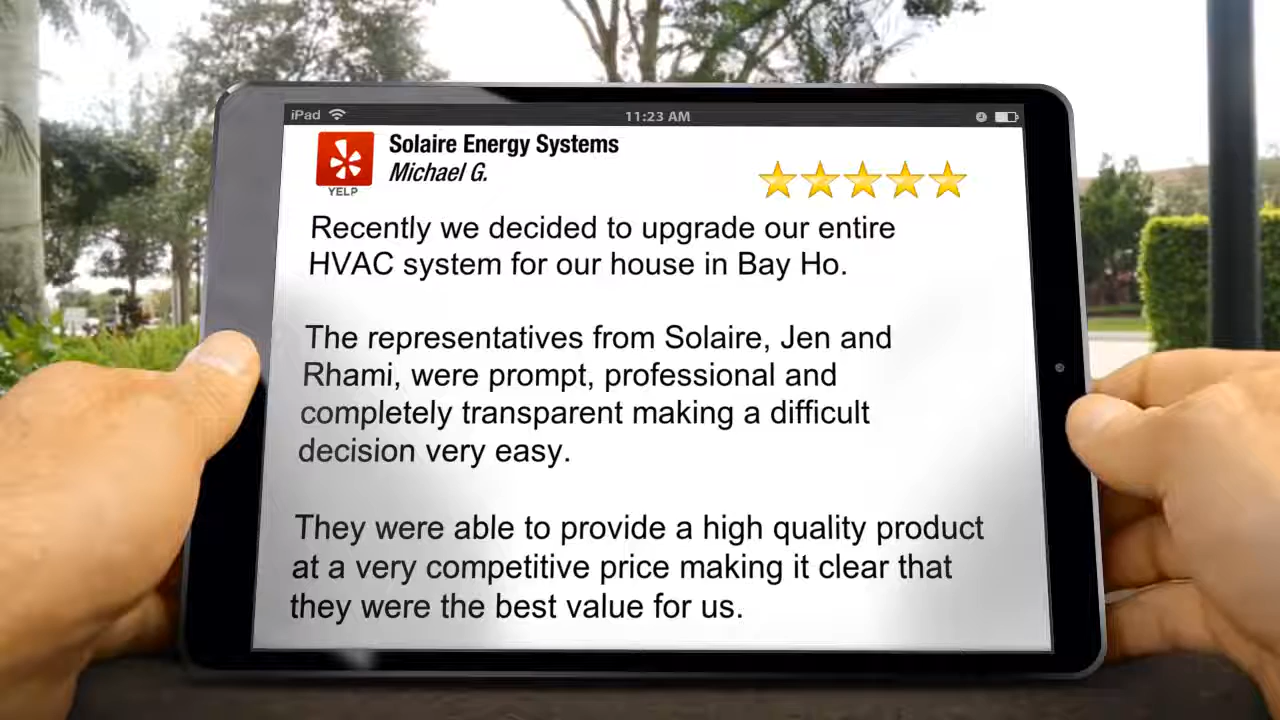 iPad 11:23 AM
Solaire Energy Systems
Michael G.
YELP
Recently we decided to upgrade our entire
HVAC system for our house in Bay Ho.
The representatives from Solaire, Jen and
Rhami, were prompt, professional and
completely transparent making a difficult
decision very easy.
They were able to provide a high quality product
at a very competitive price making it clear that
they were the best value for us.